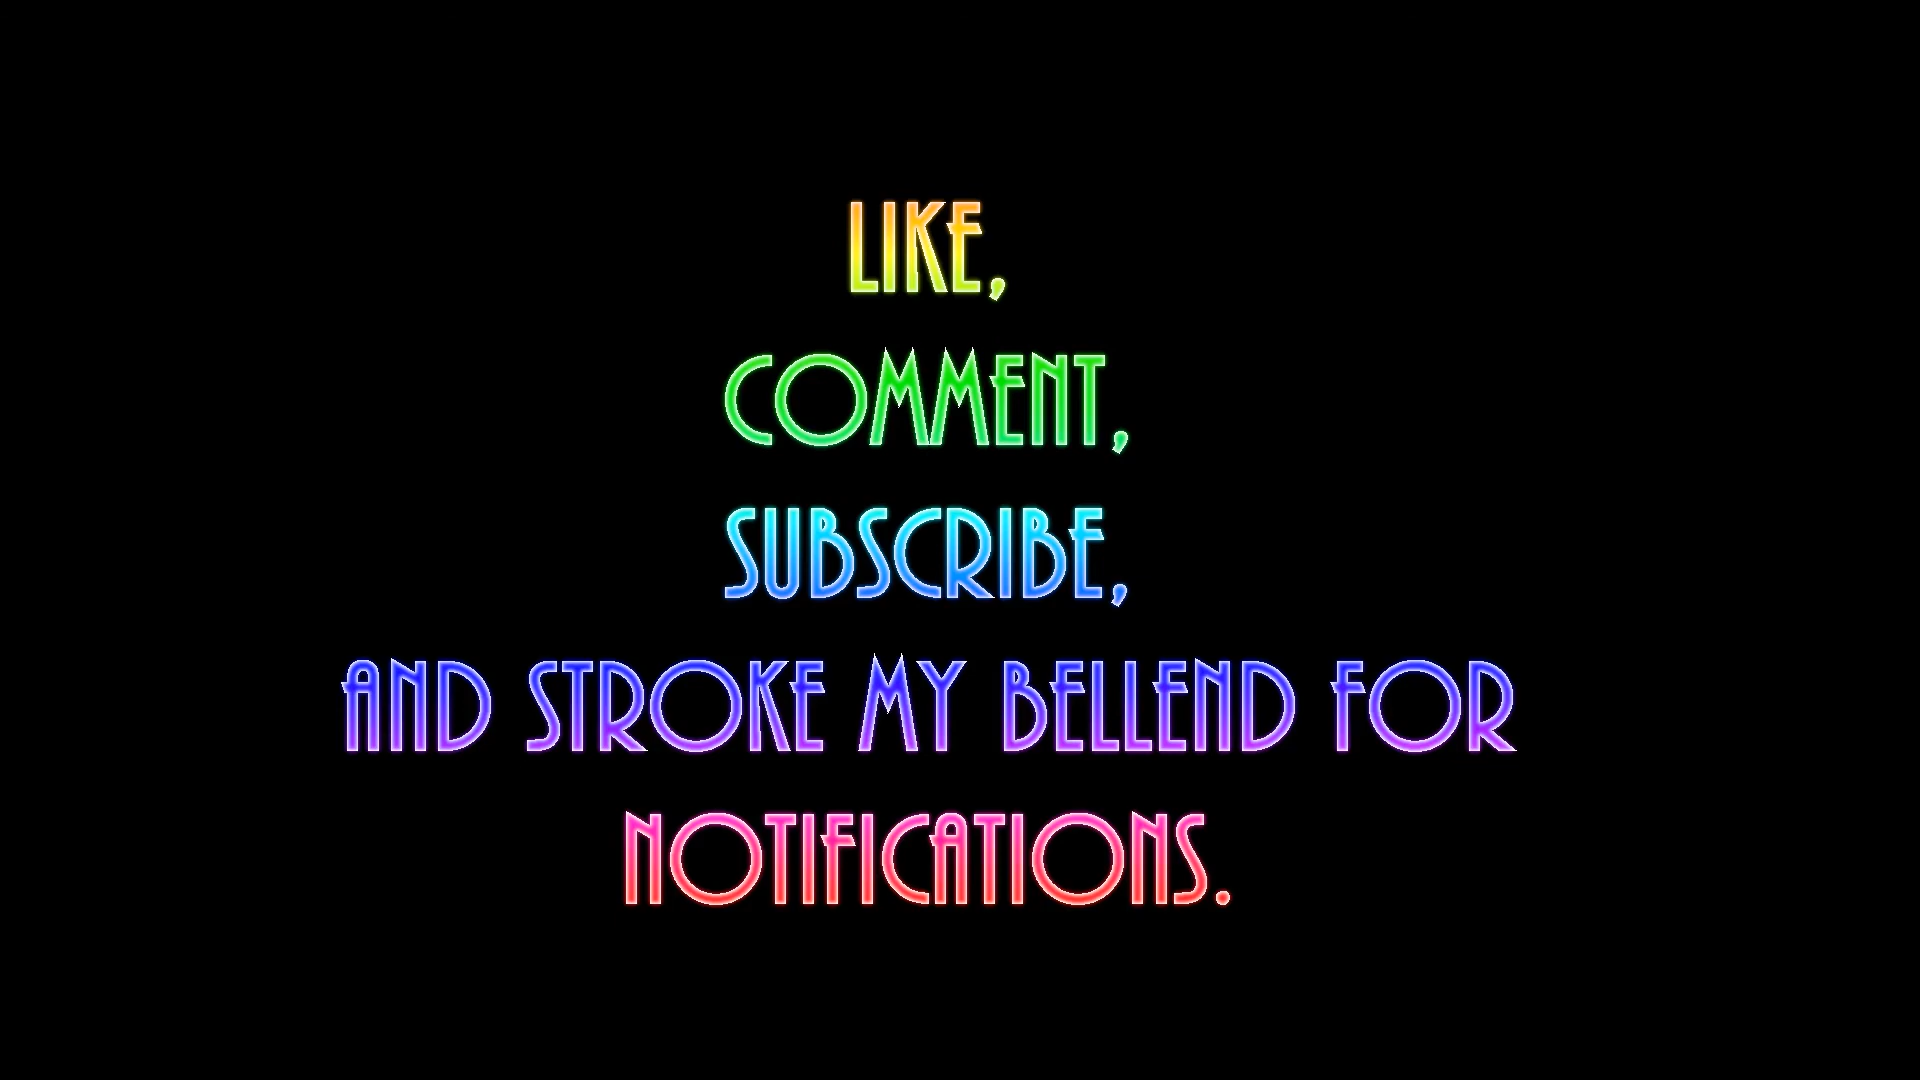 LIKE,
COMMENT,
SUBSCRIBE,
AND STROKE MY BELLEND FOR
NOTIFICATIONS.